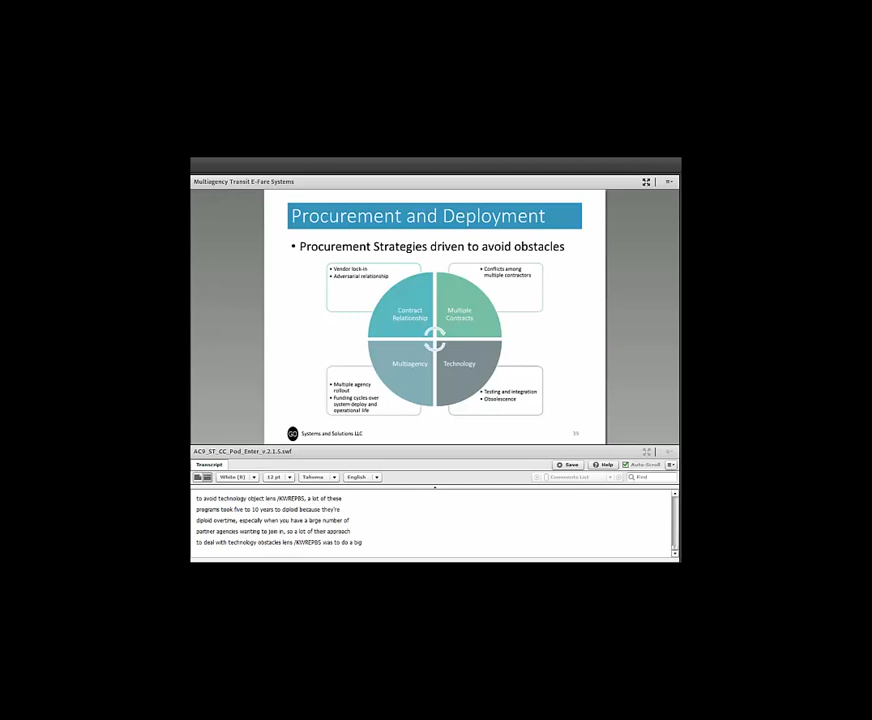 Multiagency Transit E-Fare Systems
Procurement and Deployment
• Procurement Strategies driven to avoid obstacles
• Vendor lock-in
• Adversarial relationship
• Conflicts among
multiple contractors
Contract
Relationship
Multiple
Contracts
Multiagency
Technology
• Multiple agency
rollout
• Funding cycles over
system deploy and
operational life
• Testing and integration
• Obsolescence
GO Systems and Solutions LLC
AC9_ST_CC_Pod_Enter_v.2.1.5.swf
Transcript
Save
Help
Auto-Scroll
White (B)
12 pt
Tahoma
English
Comments List
Find
to avoid technology object lens /KWREPBS, a lot of these
programs took five to 10 years to diploid because they're
diploid overtime, especially when you have a large number of
partner agencies wanting to join in, so a lot of their approach
to deal with technology obstacles lens /KWREPBS was to do a big